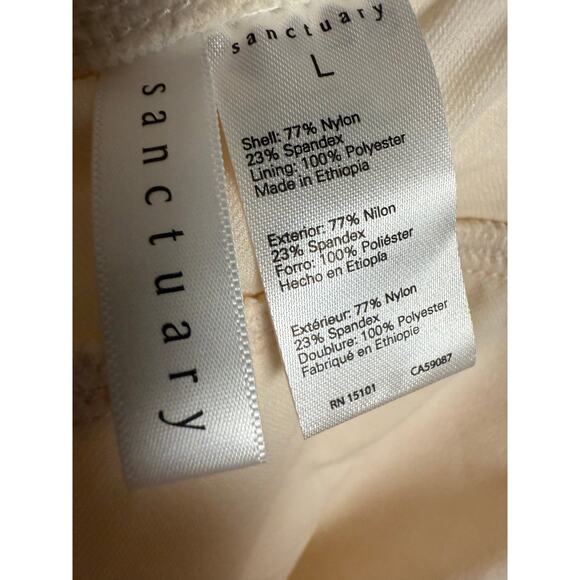 sanctuary
sanctuary
L
Shell: 77% Nylon
23% Spandex
Lining: 100% Polyester
Made in Ethiopia
Exterior: 77% Nilon
23% Spandex
Forro: 100% Poliéster
Hecho en Etiopía
Extérieur: 77% Nylon
23% Spandex
Doublure: 100% Polyester
Fabriqué en Ethiopie
RN 15101 CA59087